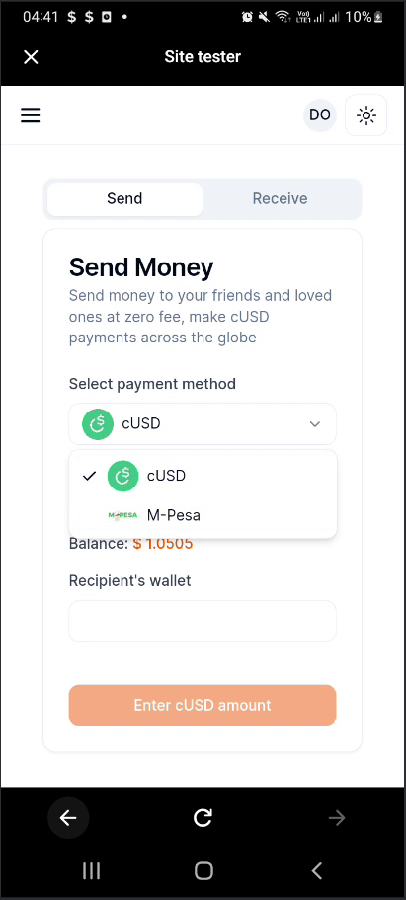 04:41 $ $
Vo) LTE1 10%
Site tester
DO
Send Receive
Send Money
Send money to your friends and loved
ones at zero fee, make cUSD
payments across the globe
Select payment method
cUSD
cUSD
M-PESA M-Pesa
Balance: $ 1.0505
Recipient's wallet
Enter cUSD amount